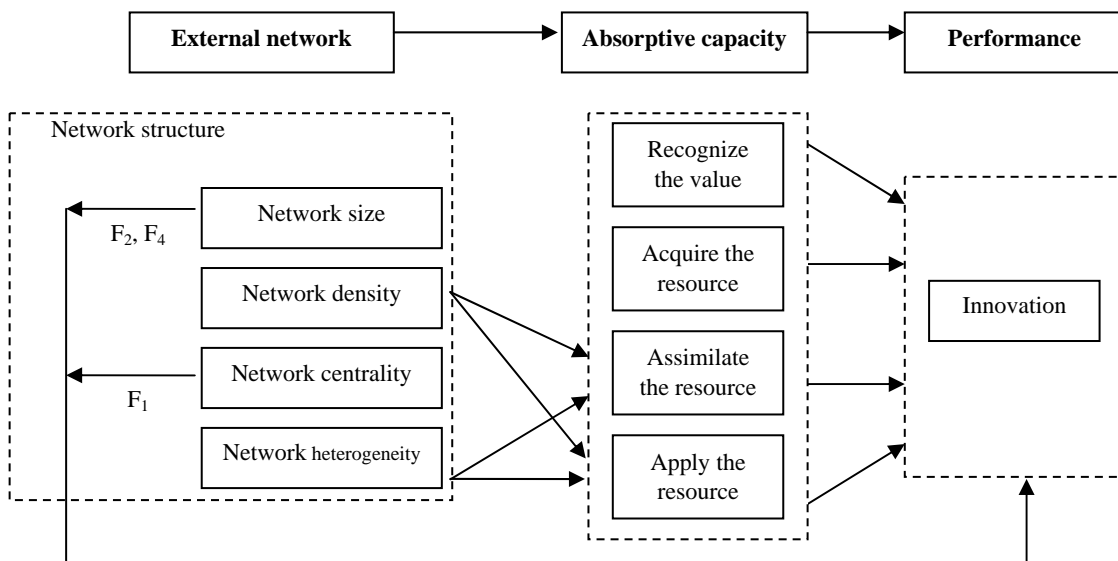 External network
Absorptive capacity
Performance
Network structure
Network size
F₂, F₄
Network density
Network centrality
F₁
Network heterogeneity
Recognize
the value
Acquire the
resource
Assimilate
the resource
Apply the
resource
Innovation